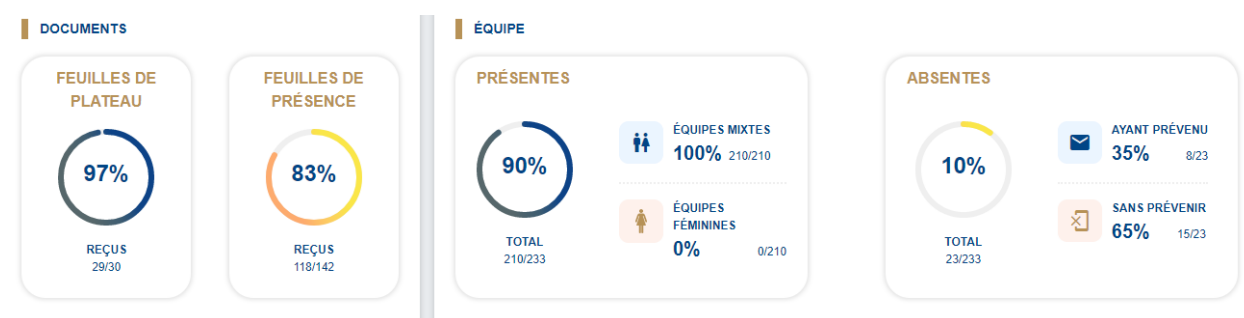 DOCUMENTS
FEUILLES DE
PLATEAU
97%
REÇUS
29/30
FEUILLES DE
PRÉSENCE
83%
REÇUS
118/142
ÉQUIPE
PRÉSENTES
90%
TOTAL
210/233
ÉQUIPES MIXTES
100% 210/210
ÉQUIPES
FÉMININES
0% 0/210
ABSENTES
10%
TOTAL
23/233
AYANT PRÉVENU
35% 8/23
SANS PRÉVENIR
65% 15/23